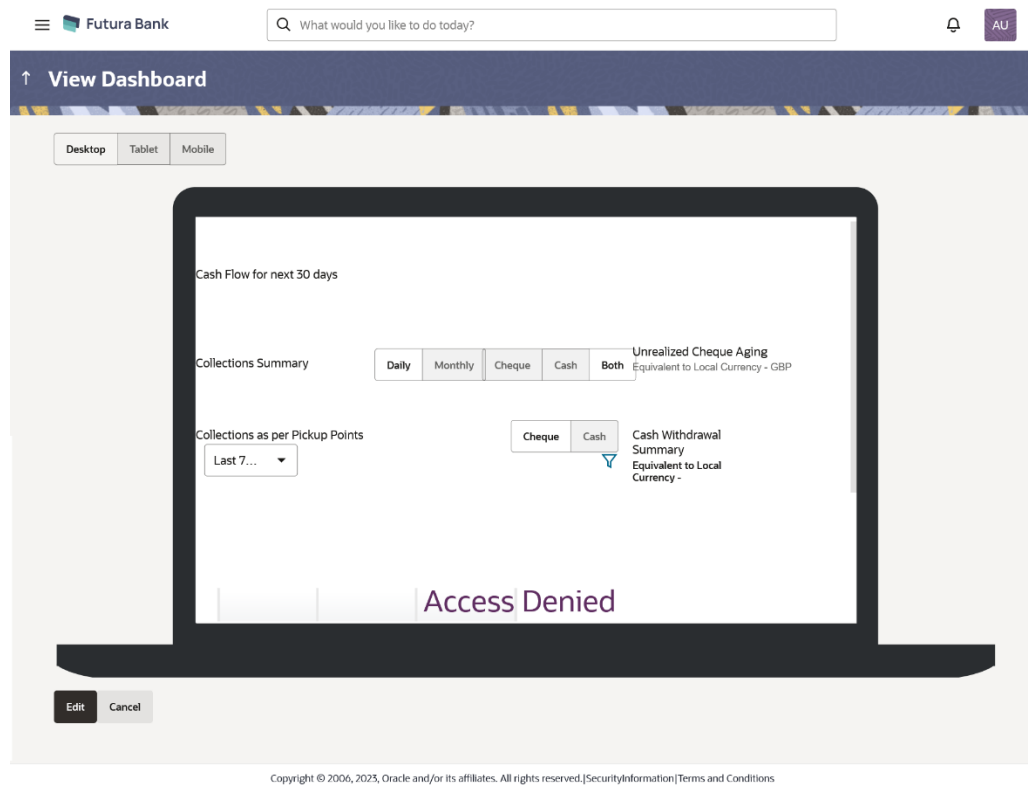 Futura Bank
What would you like to do today?
AU
View Dashboard
Desktop Tablet Mobile
Cash Flow for next 30 days
Collections Summary
Daily Monthly Cheque Cash Both
Unrealized Cheque Aging
Equivalent to Local Currency - GBP
Collections as per Pickup Points
Last 7...
Cheque Cash
Cash Withdrawal
Summary
Equivalent to Local
Currency -
Access Denied
Edit Cancel
Copyright © 2006, 2023, Oracle and/or its affiliates. All rights reserved.|SecurityInformation|Terms and Conditions